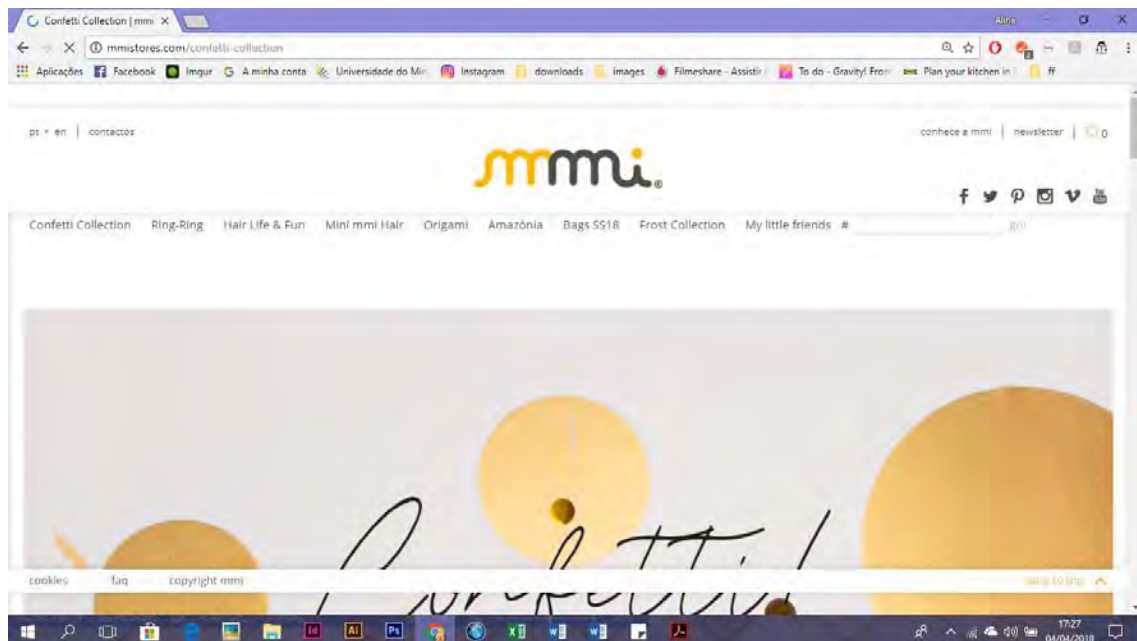 Confetti Collection | mmi
Alina
mmistores.com/confetti-collection
Aplicações Facebook Imgur A minha conta Universidade do Min Instagram downloads images Filmeshare - Assistir To do - Gravity! From Plan your kitchen in ff
pt • en | contactos
conhece a mmi | newsletter | 0
mmi®
Confetti Collection Ring-Ring Hair Life & Fun Mini mmi Hair Origami Amazónia Bags SS18 Frost Collection My little friends # go!
Confetti!
cookies faq copyright mmi
17:27
04/04/2018